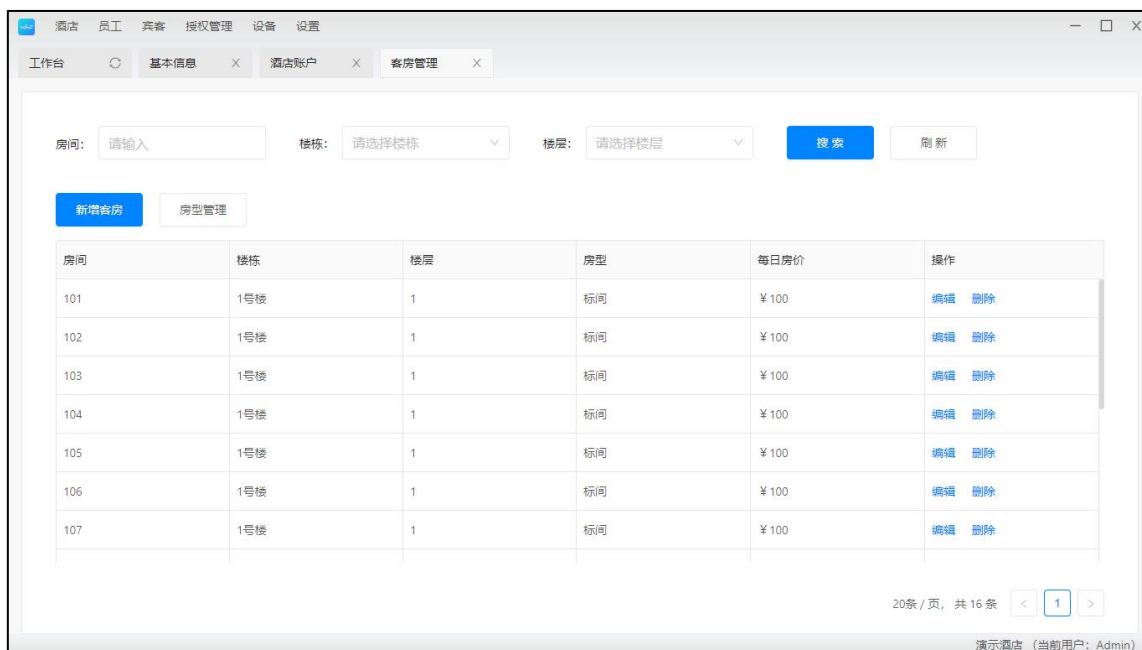 酒店 员工 宾客 授权管理 设备 设置
工作台 基本信息 酒店账户 客房管理
房间： 请输入 楼栋： 请选择楼栋 楼层： 请选择楼层 搜索 刷新
新增客房 房型管理
房间 楼栋 楼层 房型 每日房价 操作
101 1号楼 1 标间 ¥100 编辑 删除
102 1号楼 1 标间 ¥100 编辑 删除
103 1号楼 1 标间 ¥100 编辑 删除
104 1号楼 1 标间 ¥100 编辑 删除
105 1号楼 1 标间 ¥100 编辑 删除
106 1号楼 1 标间 ¥100 编辑 删除
107 1号楼 1 标间 ¥100 编辑 删除
20条 / 页, 共 16 条 < 1 >
演示酒店 （当前用户：Admin）